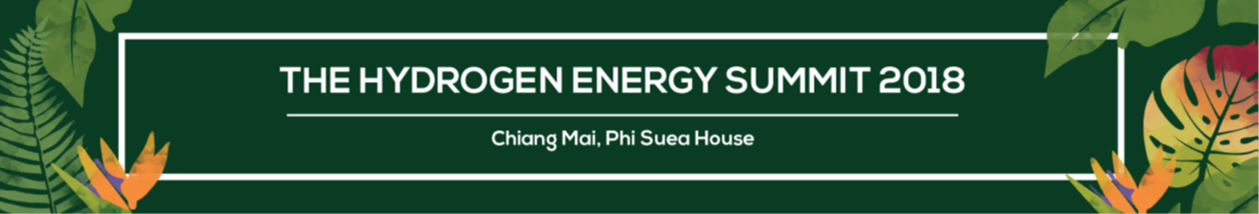 THE HYDROGEN ENERGY SUMMIT 2018
Chiang Mai, Phi Suea House